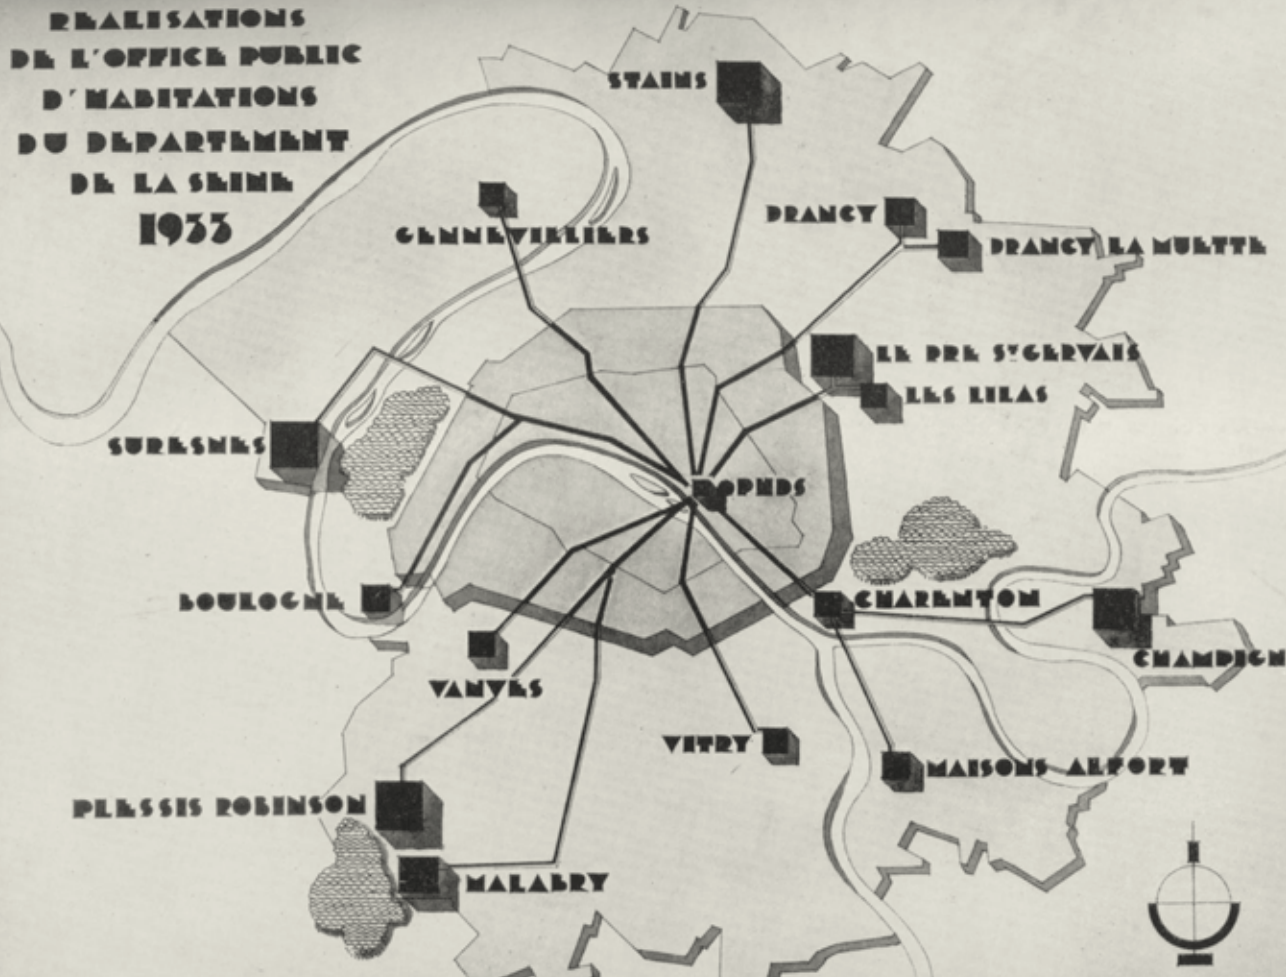 REALISATIONS
DE L'OFFICE PUBLIC
D'HABITATIONS
DU DEPARTEMENT
DE LA SEINE
1933
STAINS
GENNEVILLIERS
DRANCY
DRANCY LA MUETTE
LE PRE ST GERVAIS
LES LILAS
SURESNES
OPHDS
BOULOGNE
CHARENTON
CHAMPIGN
VANVES
VITRY
MAISONS ALFORT
PLESSIS ROBINSON
MALABRY